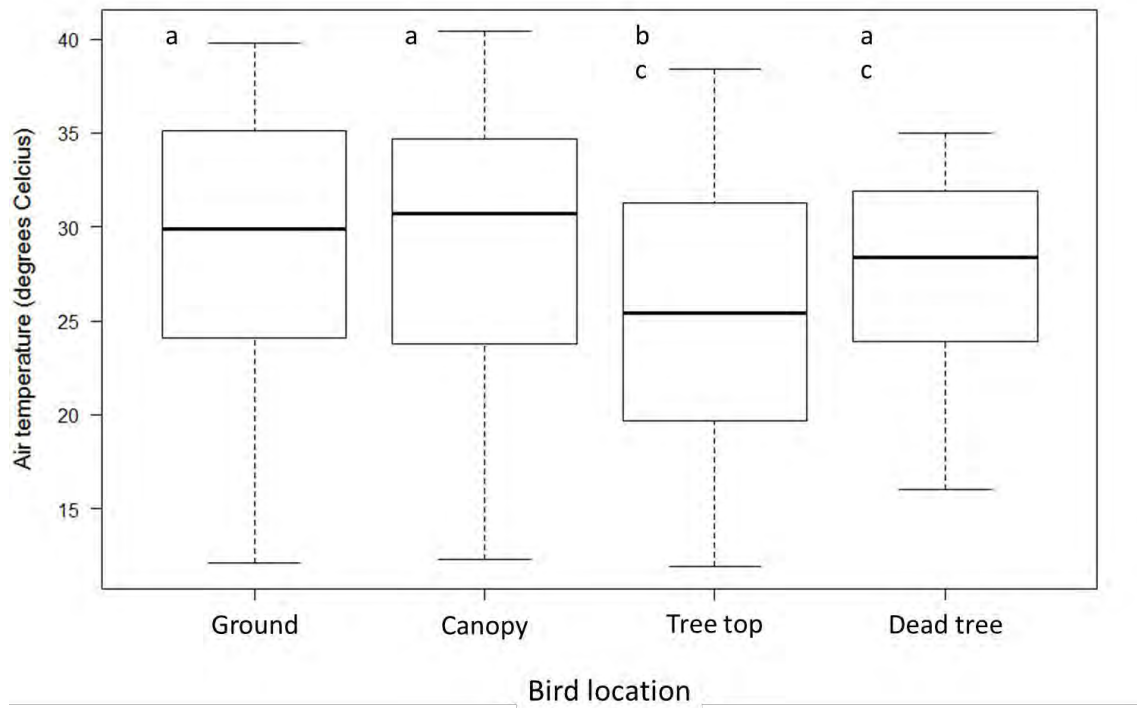 Air temperature (degrees Celcius)
40
35
30
25
20
15
a
a
b
c
a
c
Ground
Canopy
Tree top
Dead tree
Bird location